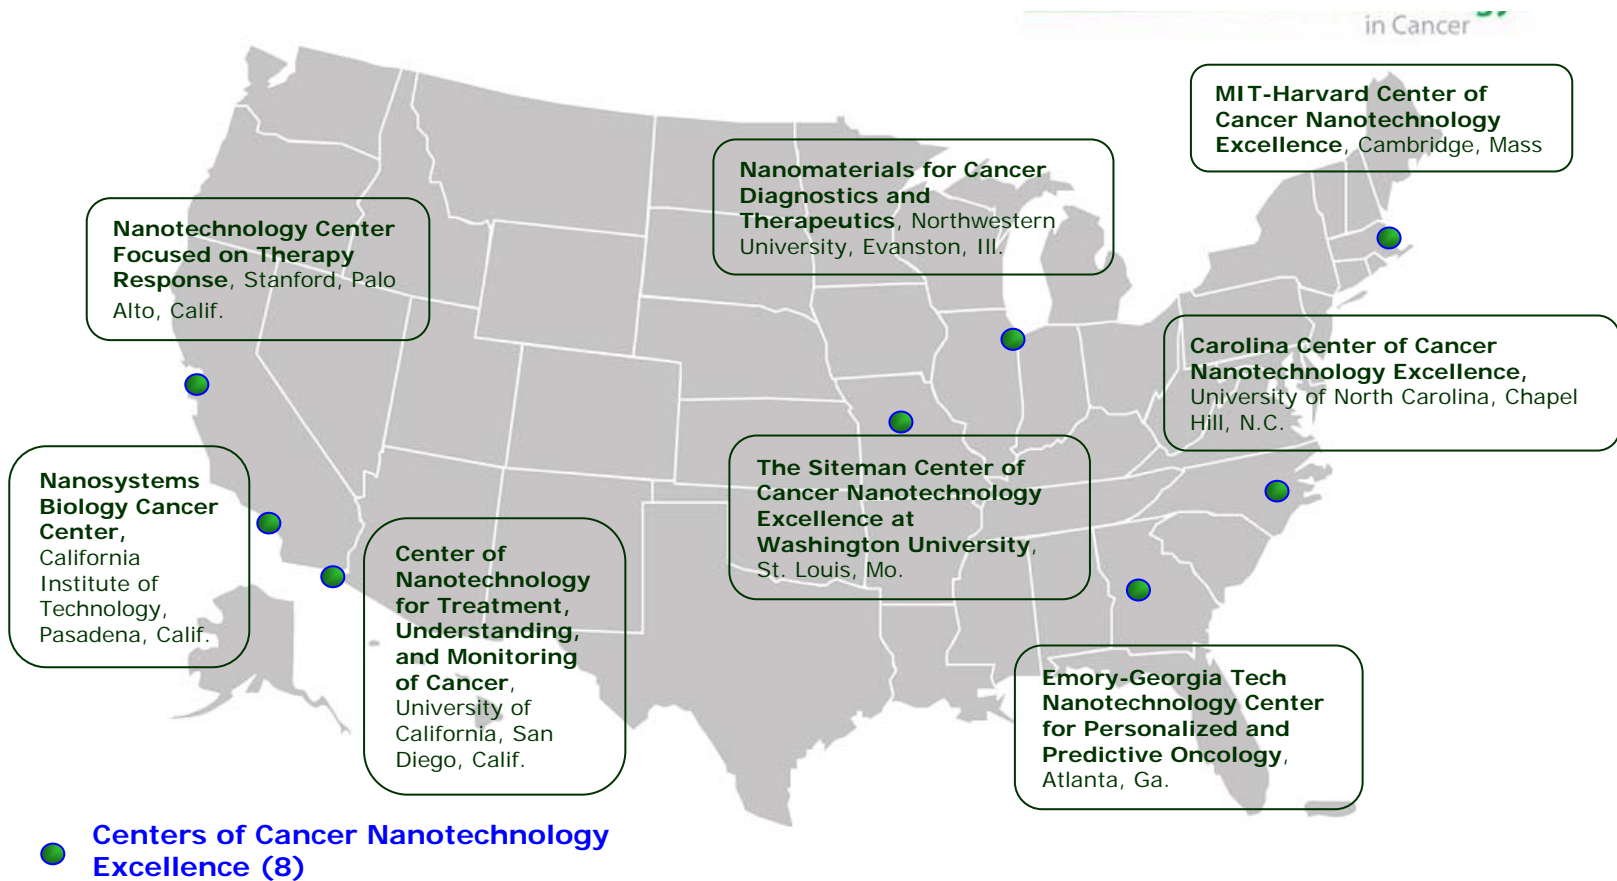 in Cancer
MIT-Harvard Center of
Cancer Nanotechnology
Excellence, Cambridge, Mass
Nanomaterials for Cancer
Diagnostics and
Therapeutics, Northwestern
University, Evanston, Ill.
Nanotechnology Center
Focused on Therapy
Response, Stanford, Palo
Alto, Calif.
Carolina Center of Cancer
Nanotechnology Excellence,
University of North Carolina, Chapel
Hill, N.C.
Nanosystems
Biology Cancer
Center,
California
Institute of
Technology,
Pasadena, Calif.
The Siteman Center of
Cancer Nanotechnology
Excellence at
Washington University,
St. Louis, Mo.
Center of
Nanotechnology
for Treatment,
Understanding,
and Monitoring
of Cancer,
University of
California, San
Diego, Calif.
Emory-Georgia Tech
Nanotechnology Center
for Personalized and
Predictive Oncology,
Atlanta, Ga.
Centers of Cancer Nanotechnology
Excellence (8)